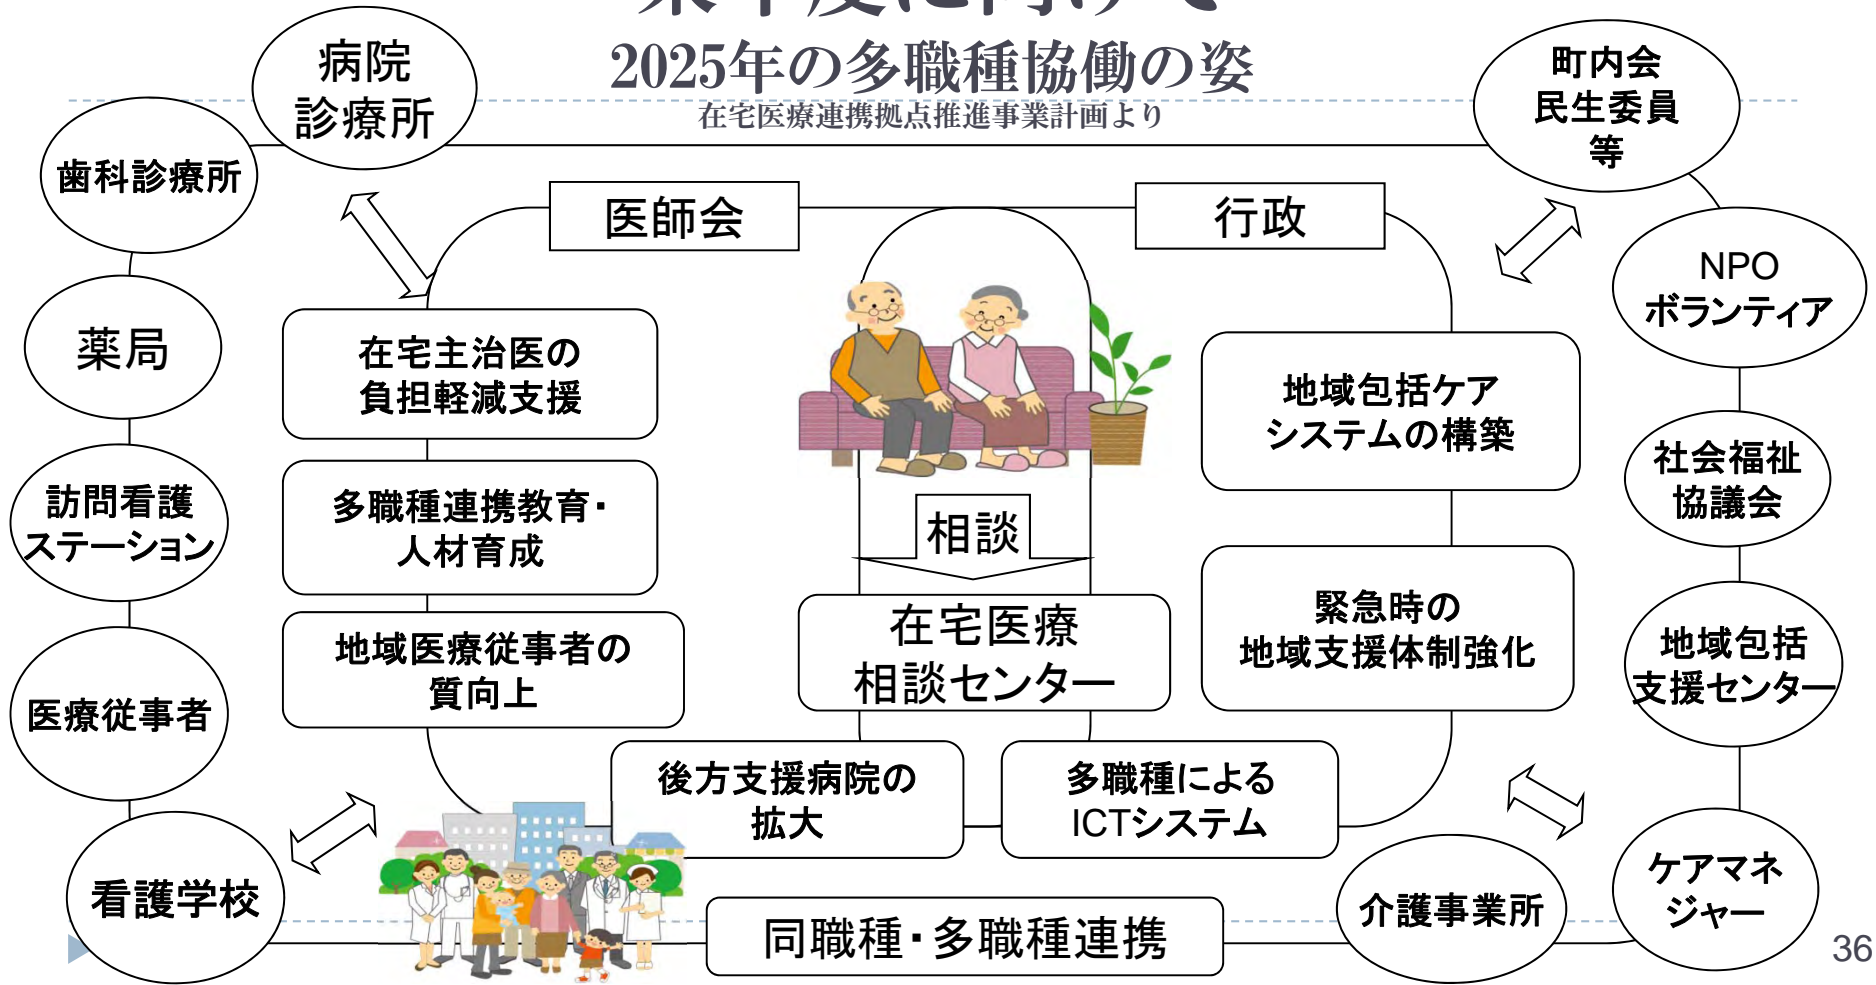 来年度に向けて
2025年の多職種協働の姿
在宅医療連携拠点推進事業計画より
病院
診療所
町内会
民生委員
等
歯科診療所
医師会
行政
NPO
ボランティア
薬局
在宅主治医の
負担軽減支援
地域包括ケア
システムの構築
社会福祉
協議会
訪問看護
ステーション
多職種連携教育・
人材育成
相談
緊急時の
地域支援体制強化
在宅医療
相談センター
地域医療従事者の
質向上
地域包括
支援センター
医療従事者
後方支援病院の
拡大
多職種による
ICTシステム
看護学校
介護事業所
ケアマネ
ジャー
同職種・多職種連携
36